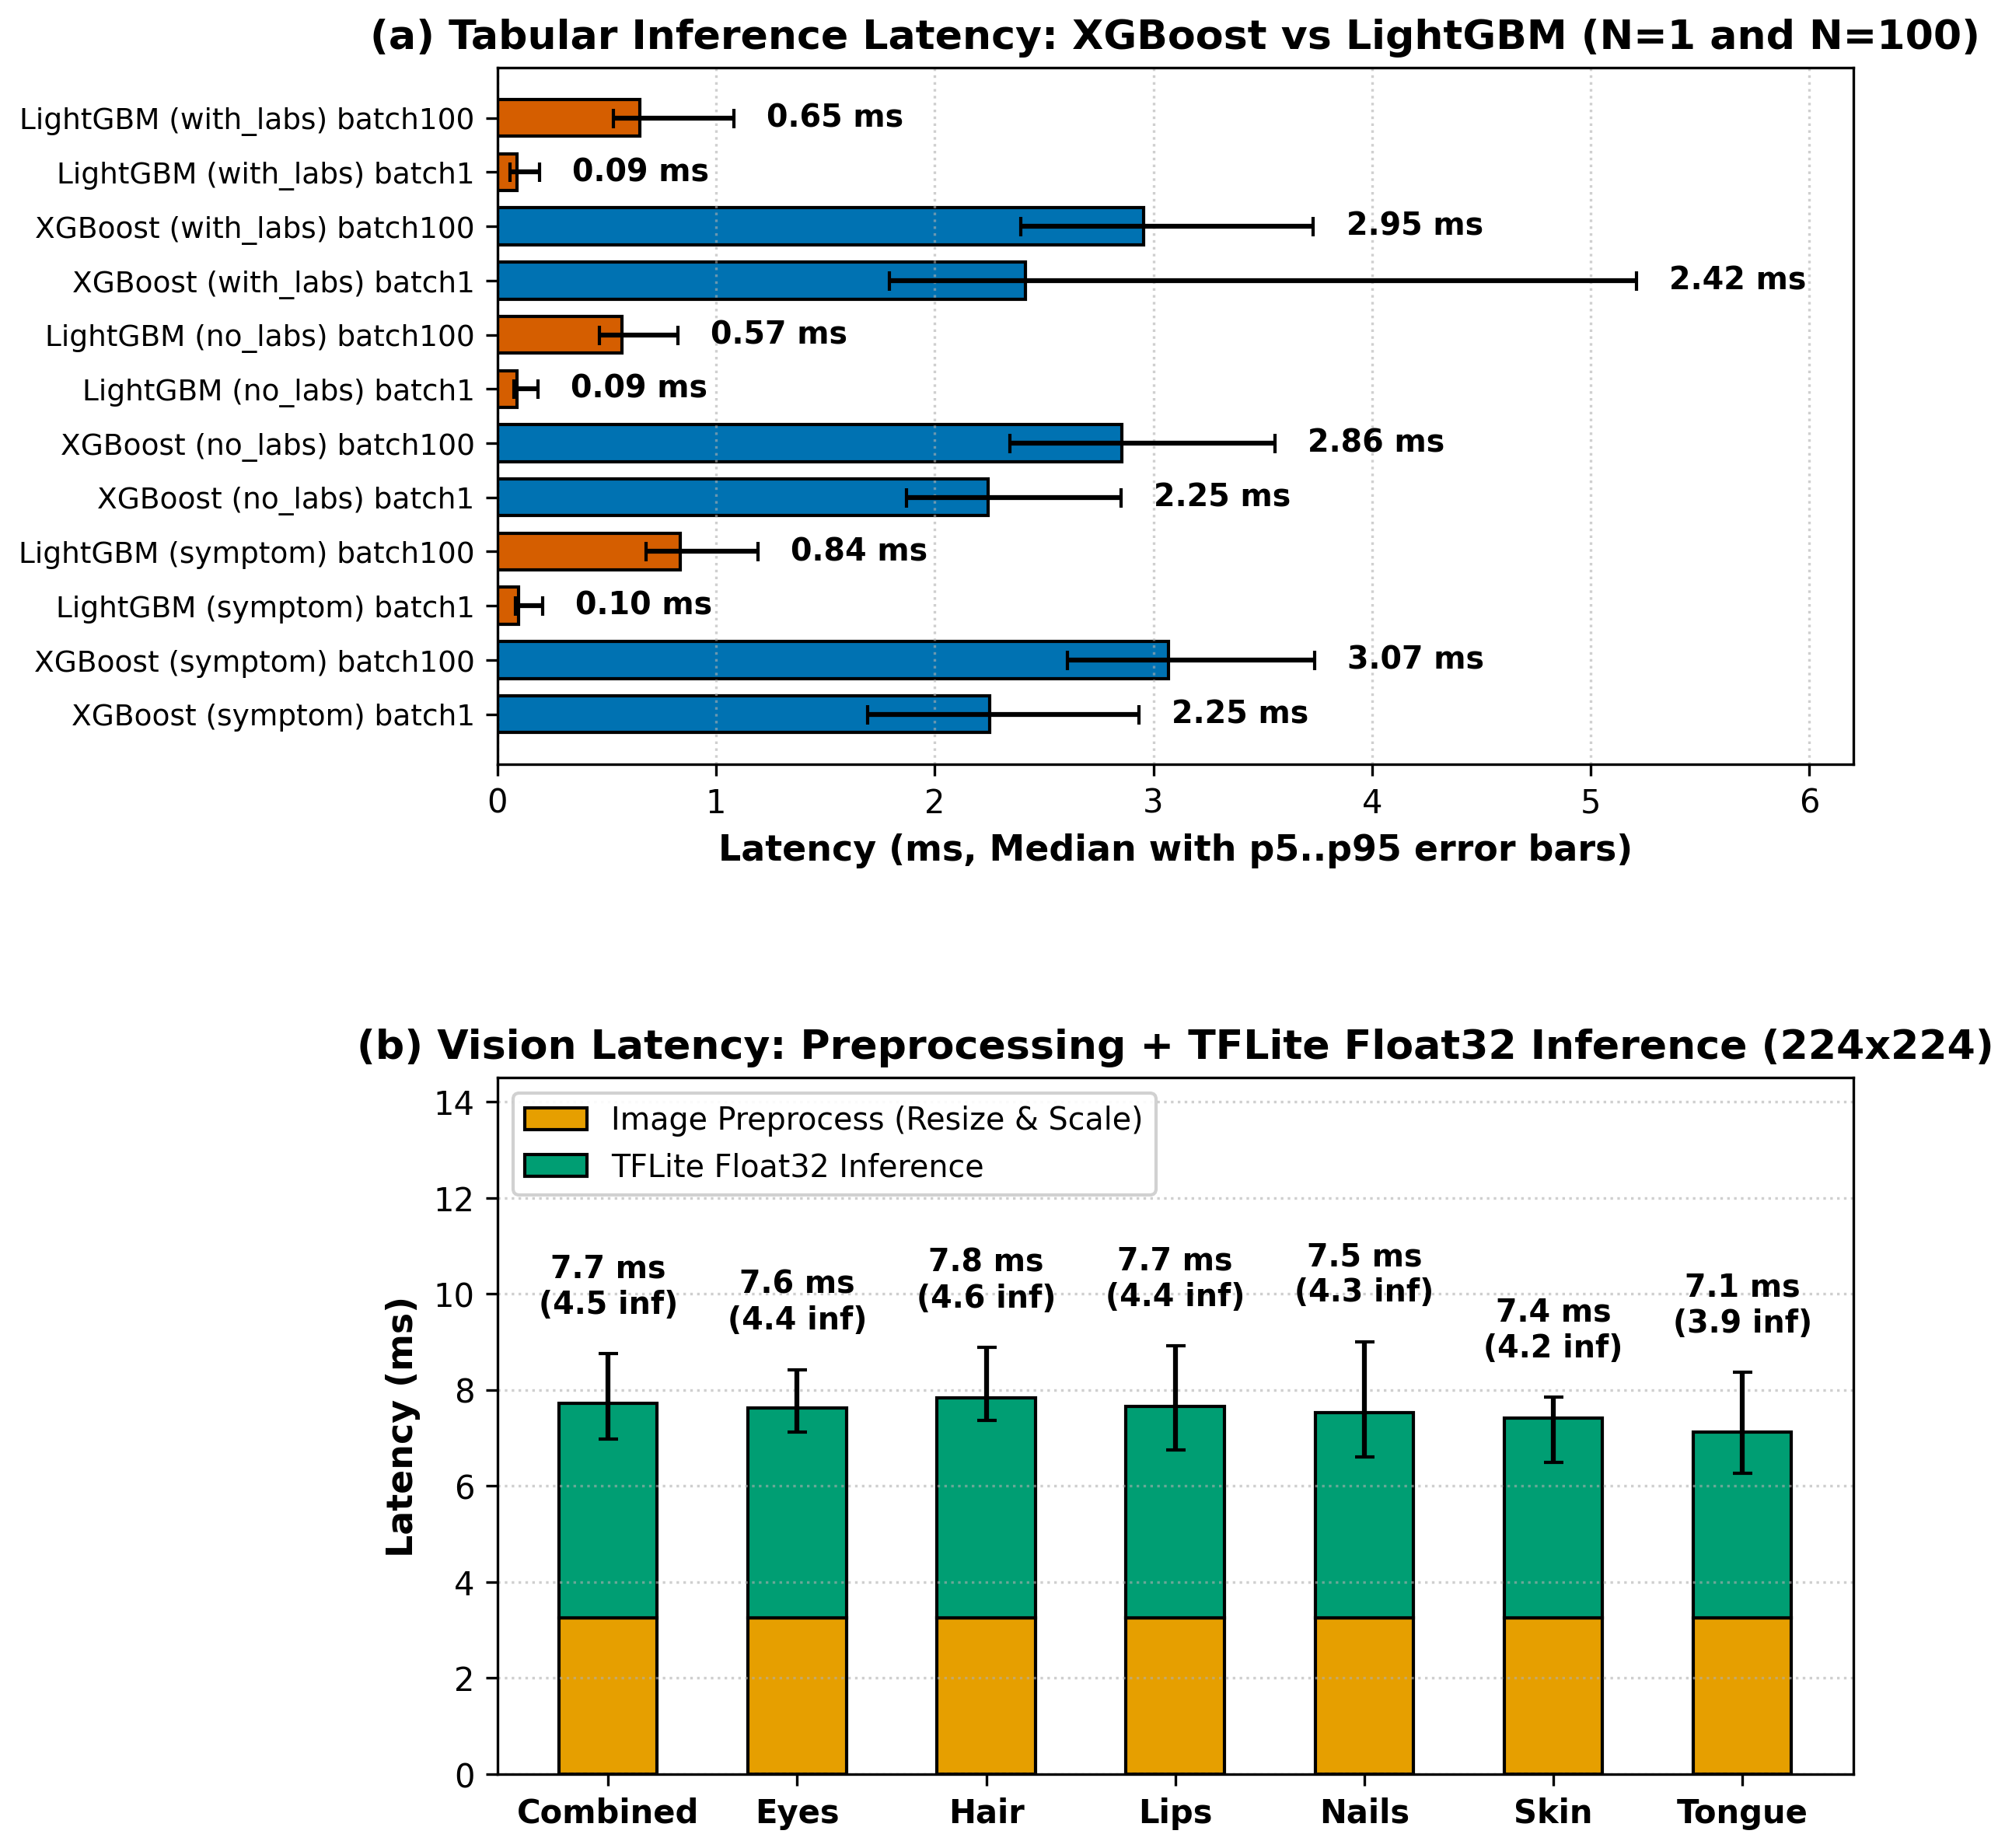 (a) Tabular Inference Latency: XGBoost vs LightGBM (N=1 and N=100)
LightGBM (with_labs) batch100
0.65 ms
LightGBM (with_labs) batch1
0.09 ms
XGBoost (with_labs) batch100
2.95 ms
XGBoost (with_labs) batch1
2.42 ms
LightGBM (no_labs) batch100
0.57 ms
LightGBM (no_labs) batch1
0.09 ms
XGBoost (no_labs) batch100
2.86 ms
XGBoost (no_labs) batch1
2.25 ms
LightGBM (symptom) batch100
0.84 ms
LightGBM (symptom) batch1
0.10 ms
XGBoost (symptom) batch100
3.07 ms
XGBoost (symptom) batch1
2.25 ms
0 1 2 3 4 5 6
Latency (ms, Median with p5..p95 error bars)
(b) Vision Latency: Preprocessing + TFLite Float32 Inference (224x224)
Latency (ms)
14
12
10
8
6
4
2
0
Image Preprocess (Resize & Scale)
TFLite Float32 Inference
7.7 ms
(4.5 inf)
7.6 ms
(4.4 inf)
7.8 ms
(4.6 inf)
7.7 ms
(4.4 inf)
7.5 ms
(4.3 inf)
7.4 ms
(4.2 inf)
7.1 ms
(3.9 inf)
Combined Eyes Hair Lips Nails Skin Tongue